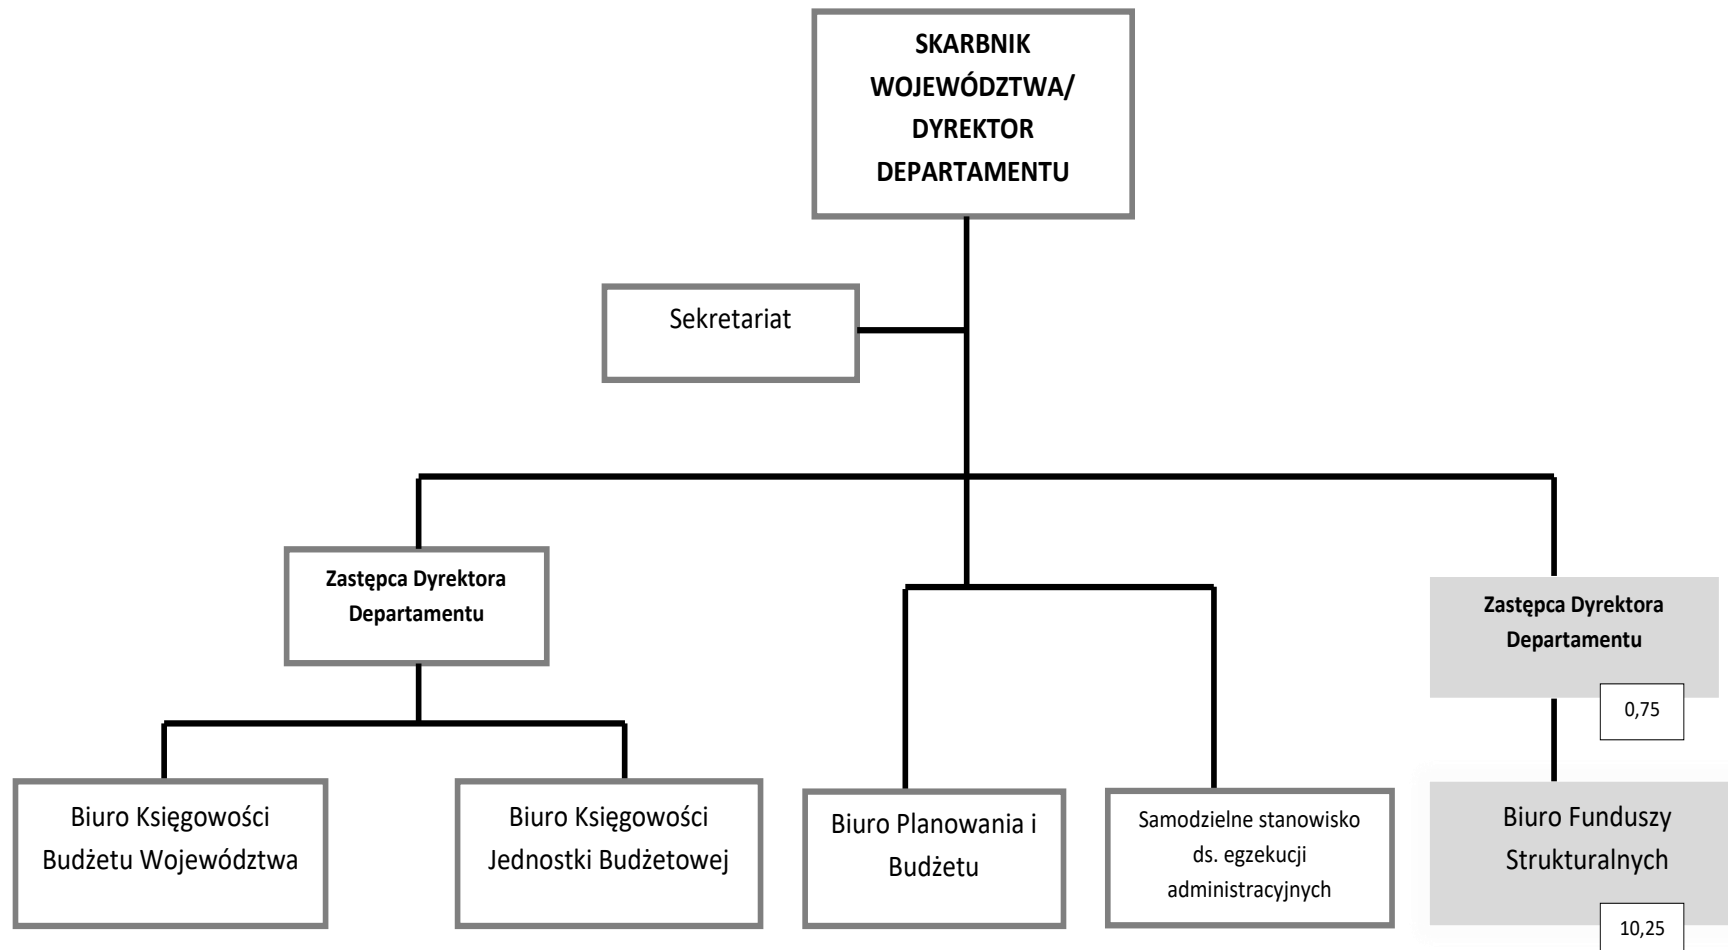 SKARBNIK
WOJEWÓDZTWA/
DYREKTOR
DEPARTAMENTU
Sekretariat
Zastępca Dyrektora
Departamentu
Zastępca Dyrektora
Departamentu
0,75
Biuro Księgowości
Budżetu Województwa
Biuro Księgowości
Jednostki Budżetowej
Biuro Planowania i
Budżetu
Samodzielne stanowisko
ds. egzekucji
administracyjnych
Biuro Funduszy
Strukturalnych
10,25